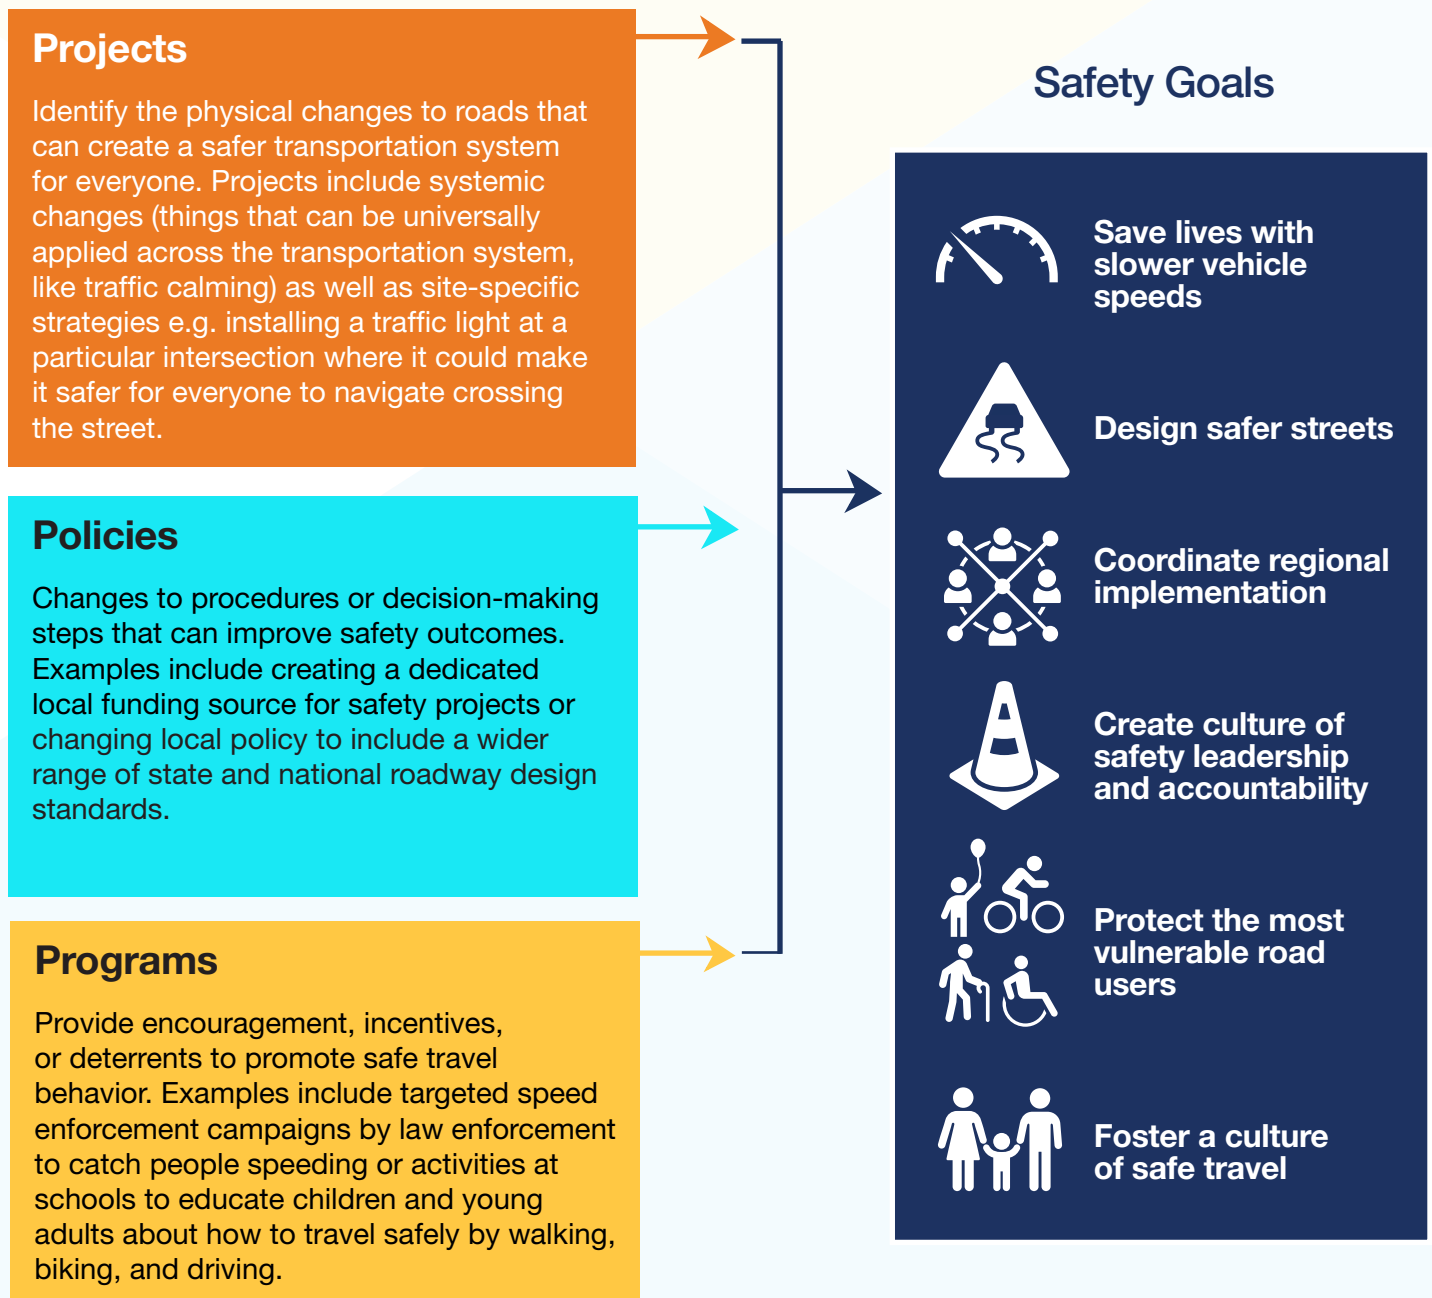 Projects
Identify the physical changes to roads that
can create a safer transportation system
for everyone. Projects include systemic
changes (things that can be universally
applied across the transportation system,
like traffic calming) as well as site-specific
strategies e.g. installing a traffic light at a
particular intersection where it could make
it safer for everyone to navigate crossing
the street.
Policies
Changes to procedures or decision-making
steps that can improve safety outcomes.
Examples include creating a dedicated
local funding source for safety projects or
changing local policy to include a wider
range of state and national roadway design
standards.
Programs
Provide encouragement, incentives,
or deterrents to promote safe travel
behavior. Examples include targeted speed
enforcement campaigns by law enforcement
to catch people speeding or activities at
schools to educate children and young
adults about how to travel safely by walking,
biking, and driving.
Safety Goals
Save lives with
slower vehicle
speeds
Design safer streets
Coordinate regional
implementation
Create culture of
safety leadership
and accountability
Protect the most
vulnerable road
users
Foster a culture
of safe travel